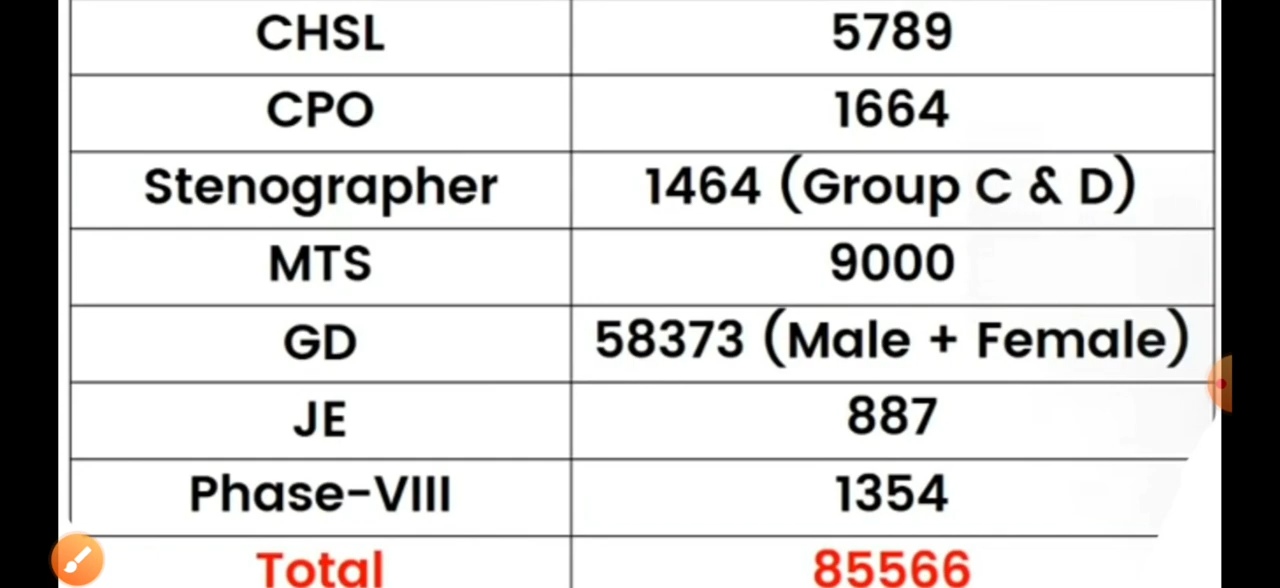 CHSL 5789
CPO 1664
Stenographer 1464 (Group C & D)
MTS 9000
GD 58373 (Male + Female)
JE 887
Phase-VIII 1354
Total 85566